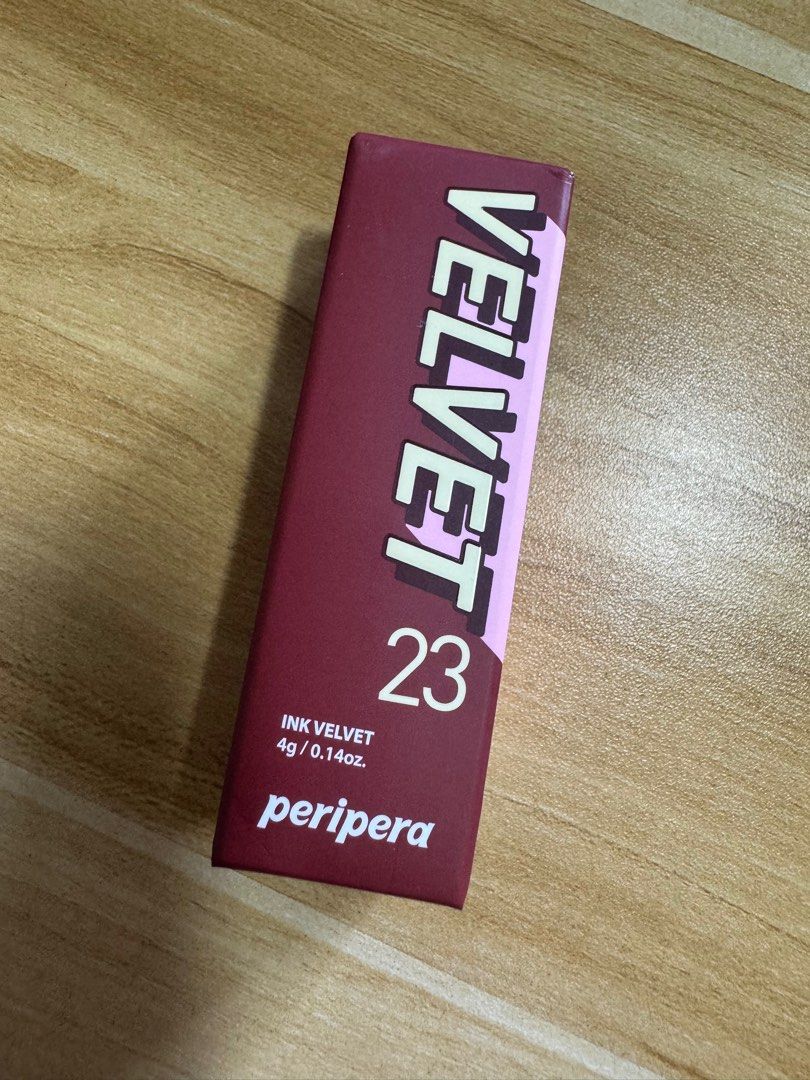 VELVET
23
INK VELVET
4g / 0.14oz.
peripera